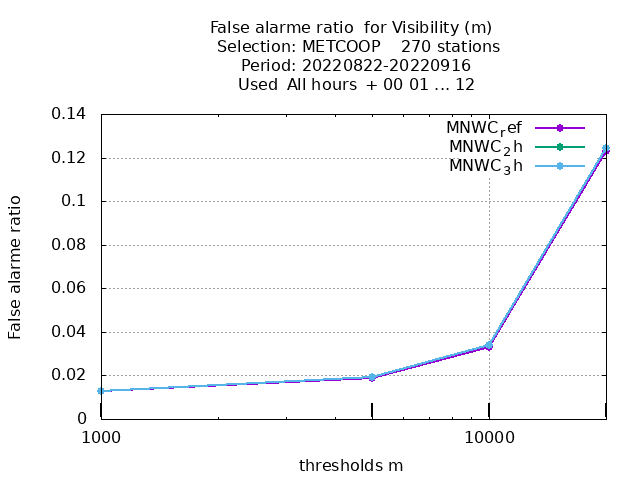 False alarme ratio  for Visibility (m)
Selection: METCOOP    270 stations
Period: 20220822-20220916
Used  All hours  + 00 01 ... 12
MNWC_ref
MNWC_2h
MNWC_3h
0.14
0.12
0.1
0.08
0.06
0.04
0.02
0
False alarme ratio
1000
10000
thresholds m